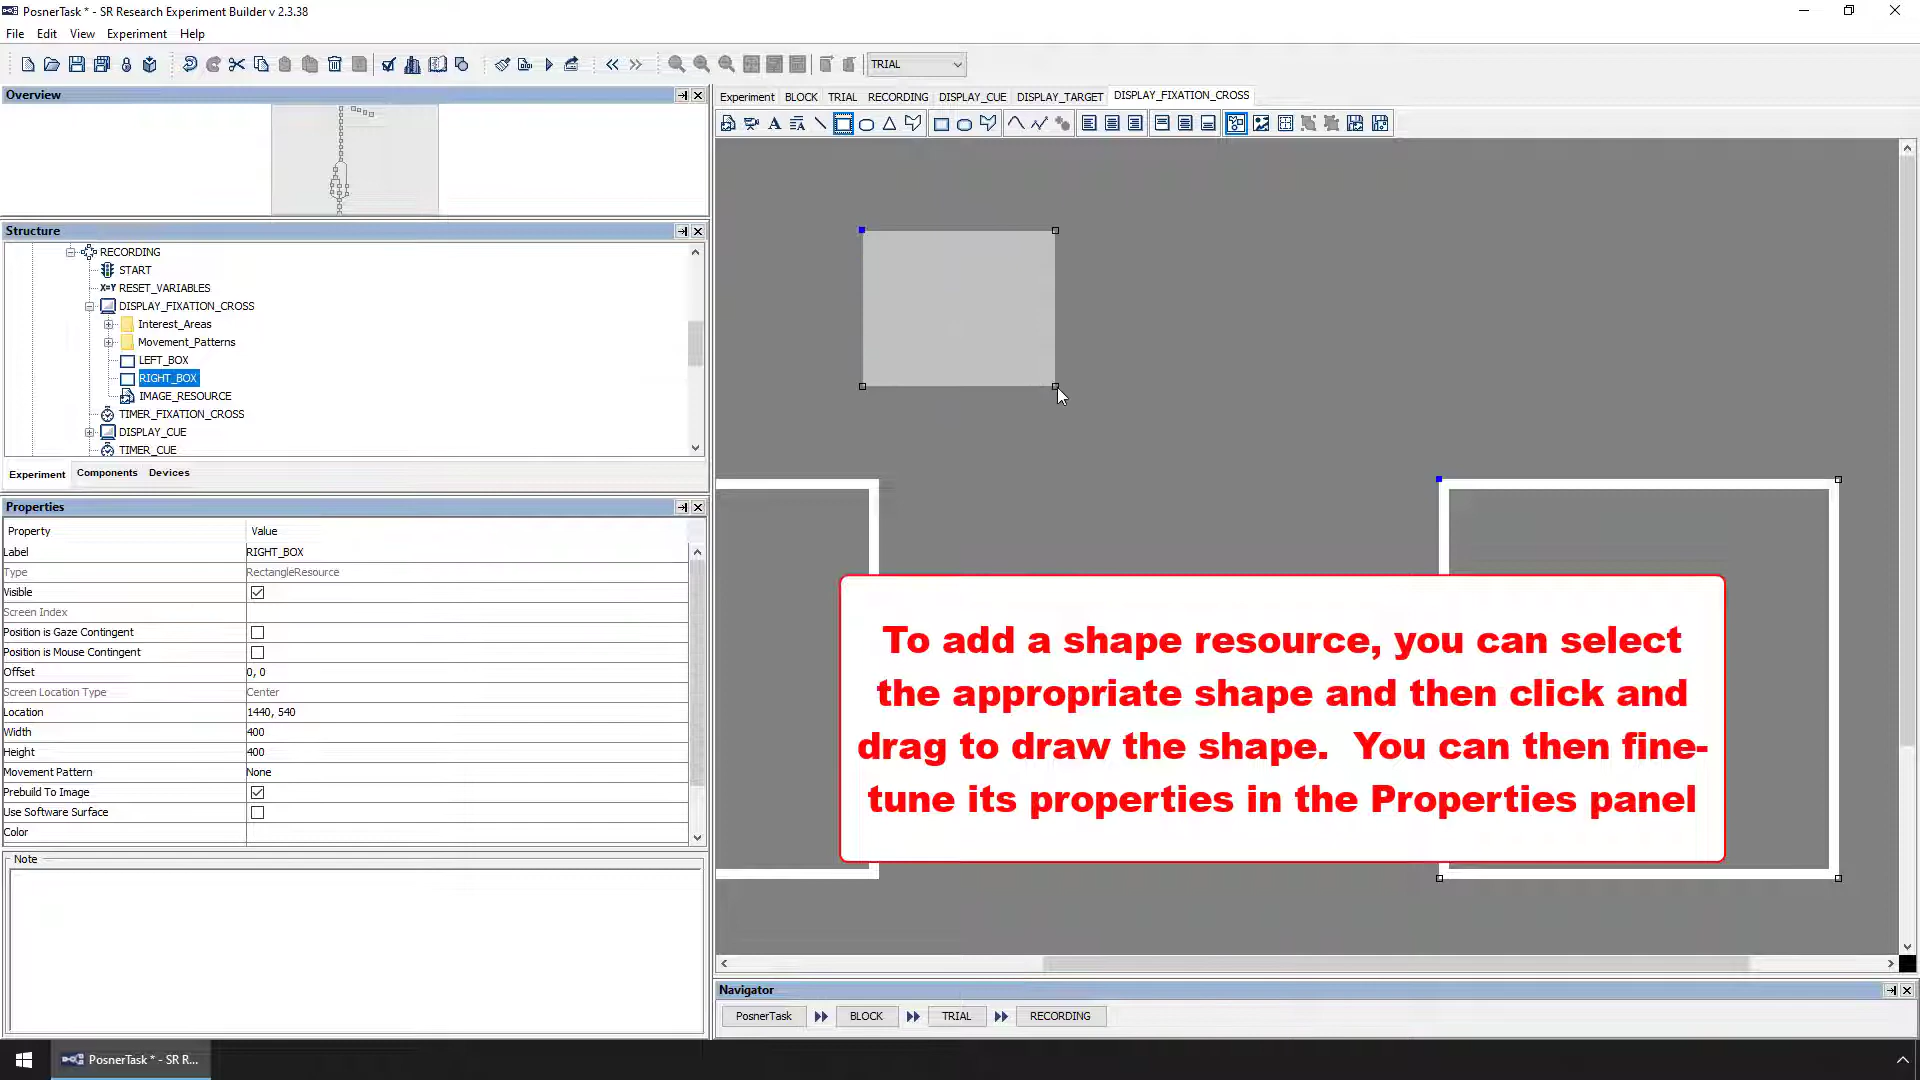 PosnerTask * - SR Research Experiment Builder v 2.3.38
File Edit View Experiment Help
TRIAL
Overview
Experiment BLOCK TRIAL RECORDING DISPLAY_CUE DISPLAY_TARGET DISPLAY_FIXATION_CROSS
Structure
RECORDING
START
X=Y RESET_VARIABLES
DISPLAY_FIXATION_CROSS
Interest_Areas
Movement_Patterns
LEFT_BOX
RIGHT_BOX
IMAGE_RESOURCE
TIMER_FIXATION_CROSS
DISPLAY_CUE
TIMER_CUE
Experiment Components Devices
Properties
Property Value
Label RIGHT_BOX
Type RectangleResource
Visible
Screen Index
Position is Gaze Contingent
Position is Mouse Contingent
Offset 0, 0
Screen Location Type Center
Location 1440, 540
Width 400
Height 400
Movement Pattern None
Prebuild To Image
Use Software Surface
Color
Note
To add a shape resource, you can select
the appropriate shape and then click and
drag to draw the shape. You can then fine-
tune its properties in the Properties panel
Navigator
PosnerTask BLOCK TRIAL RECORDING
PosnerTask * - SR R...